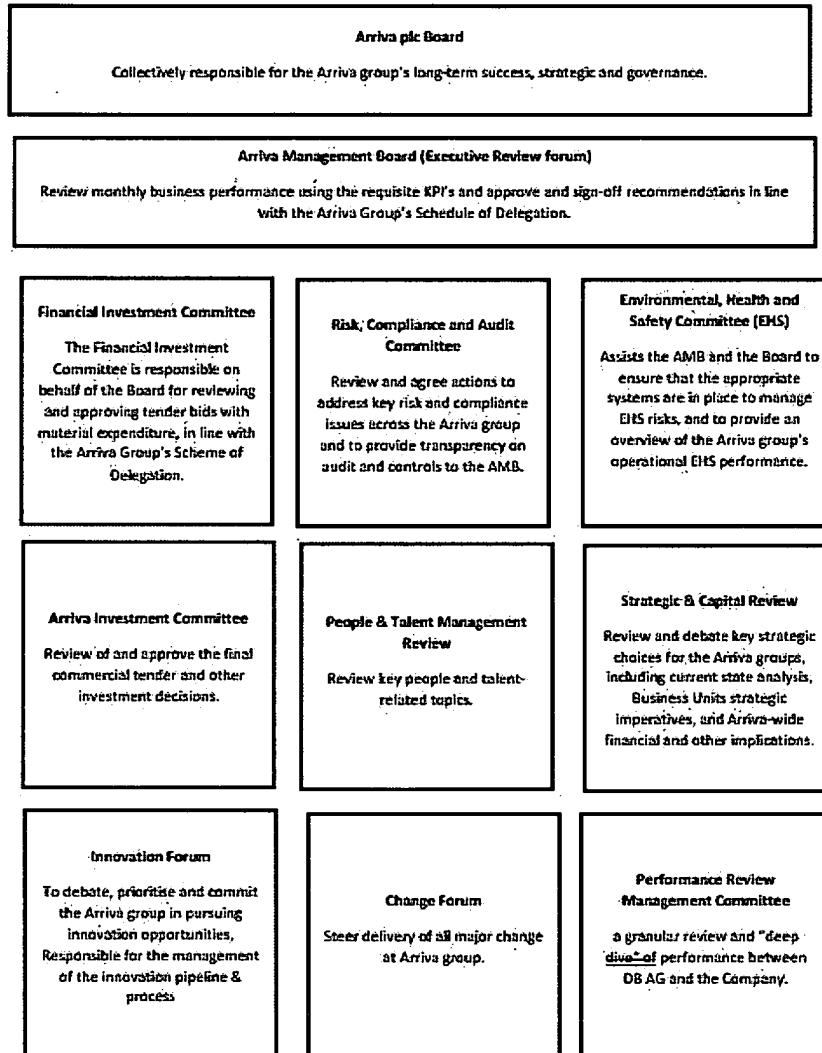 Arriva plc Board
Collectively responsible for the Arriva group's long-term success, strategic and governance.
Arriva Management Board (Executive Review forum)
Review monthly business performance using the requisite KPI's and approve and sign-off recommendations in line
with the Arriva Group's Schedule of Delegation.
Financial Investment Committee
The Financial Investment
Committee is responsible on
behalf of the Board for reviewing
and approving tender bids with
material expenditure, in line with
the Arriva Group's Scheme of
Delegation.
Risk, Compliance and Audit
Committee
Review and agree actions to
address key risk and compliance
issues across the Arriva group
and to provide transparency on
audit and controls to the AMB.
Environmental, Health and
Safety Committee (EHS)
Assists the AMB and the Board to
ensure that the appropriate
systems are in place to manage
EHS risks, and to provide an
overview of the Arriva group's
operational EHS performance.
Arriva Investment Committee
Review of and approve the final
commercial tender and other
investment decisions.
People & Talent Management
Review
Review key people and talent-
related topics.
Strategic & Capital Review
Review and debate key strategic
choices for the Arriva groups,
including current state analysis,
Business Units strategic
imperatives, and Arriva-wide
financial and other implications.
Innovation Forum
To debate, prioritise and commit
the Arriva group in pursuing
innovation opportunities,
Responsible for the management
of the innovation pipeline &
process
Change Forum
Steer delivery of all major change
at Arriva group.
Performance Review
Management Committee
a granular review and "deep
dive" of performance between
DB AG and the Company.